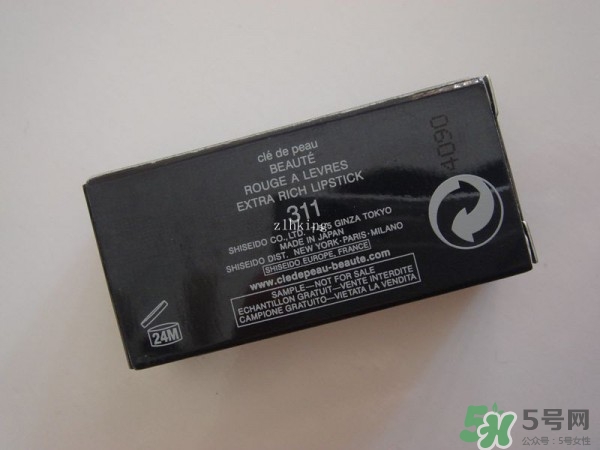 clé de peau
BEAUTÉ
ROUGE A LEVRES
EXTRA RICH LIPSTICK
311
zlhking
SHISEIDO CO., LTD. GINZA TOKYO
MADE IN JAPAN
SHISEIDO DIST. NEW YORK·PARIS·MILANO
SHISEIDO EUROPE, FRANCE
www.cledepeau-beaute.com
SAMPLE—NOT FOR SALE
ECHANTILLON GRATUIT—VENTE INTERDITE
CAMPIONE GRATUITO—VIETATA LA VENDITA
4090
24M
5号网
公众号:5号女性